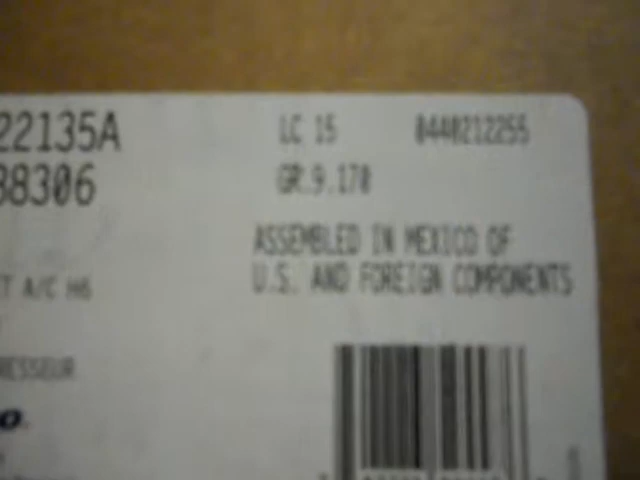 22135A LC 15 0440212255
38306 GR.9.170
ASSEMBLED IN MEXICO OF
U.S. AND FOREIGN COMPONENTS
T A/C H6
RESSEUR
o